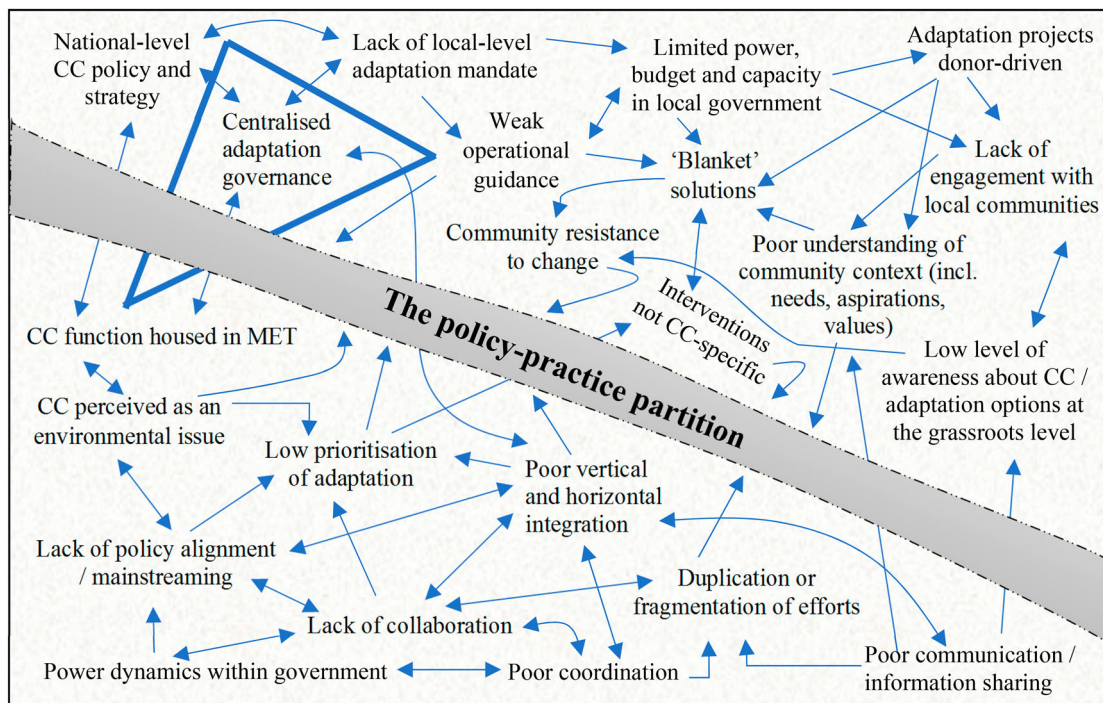 National-level
CC policy and
strategy
Lack of local-level
adaptation mandate
Limited power,
budget and capacity
in local government
Adaptation projects
donor-driven
Centralised
adaptation
governance
Weak
operational
guidance
‘Blanket’
solutions
Lack of
engagement with
local communities
Community resistance
to change
Poor understanding of
community context (incl.
needs, aspirations,
values)
Interventions
not CC-specific
The policy-practice partition
CC function housed in MET
Low level of
awareness about CC /
adaptation options at
the grassroots level
CC perceived as an
environmental issue
Low prioritisation
of adaptation
Poor vertical
and horizontal
integration
Lack of policy alignment
/ mainstreaming
Duplication or
fragmentation of efforts
Lack of collaboration
Power dynamics within government
Poor coordination
Poor communication /
information sharing